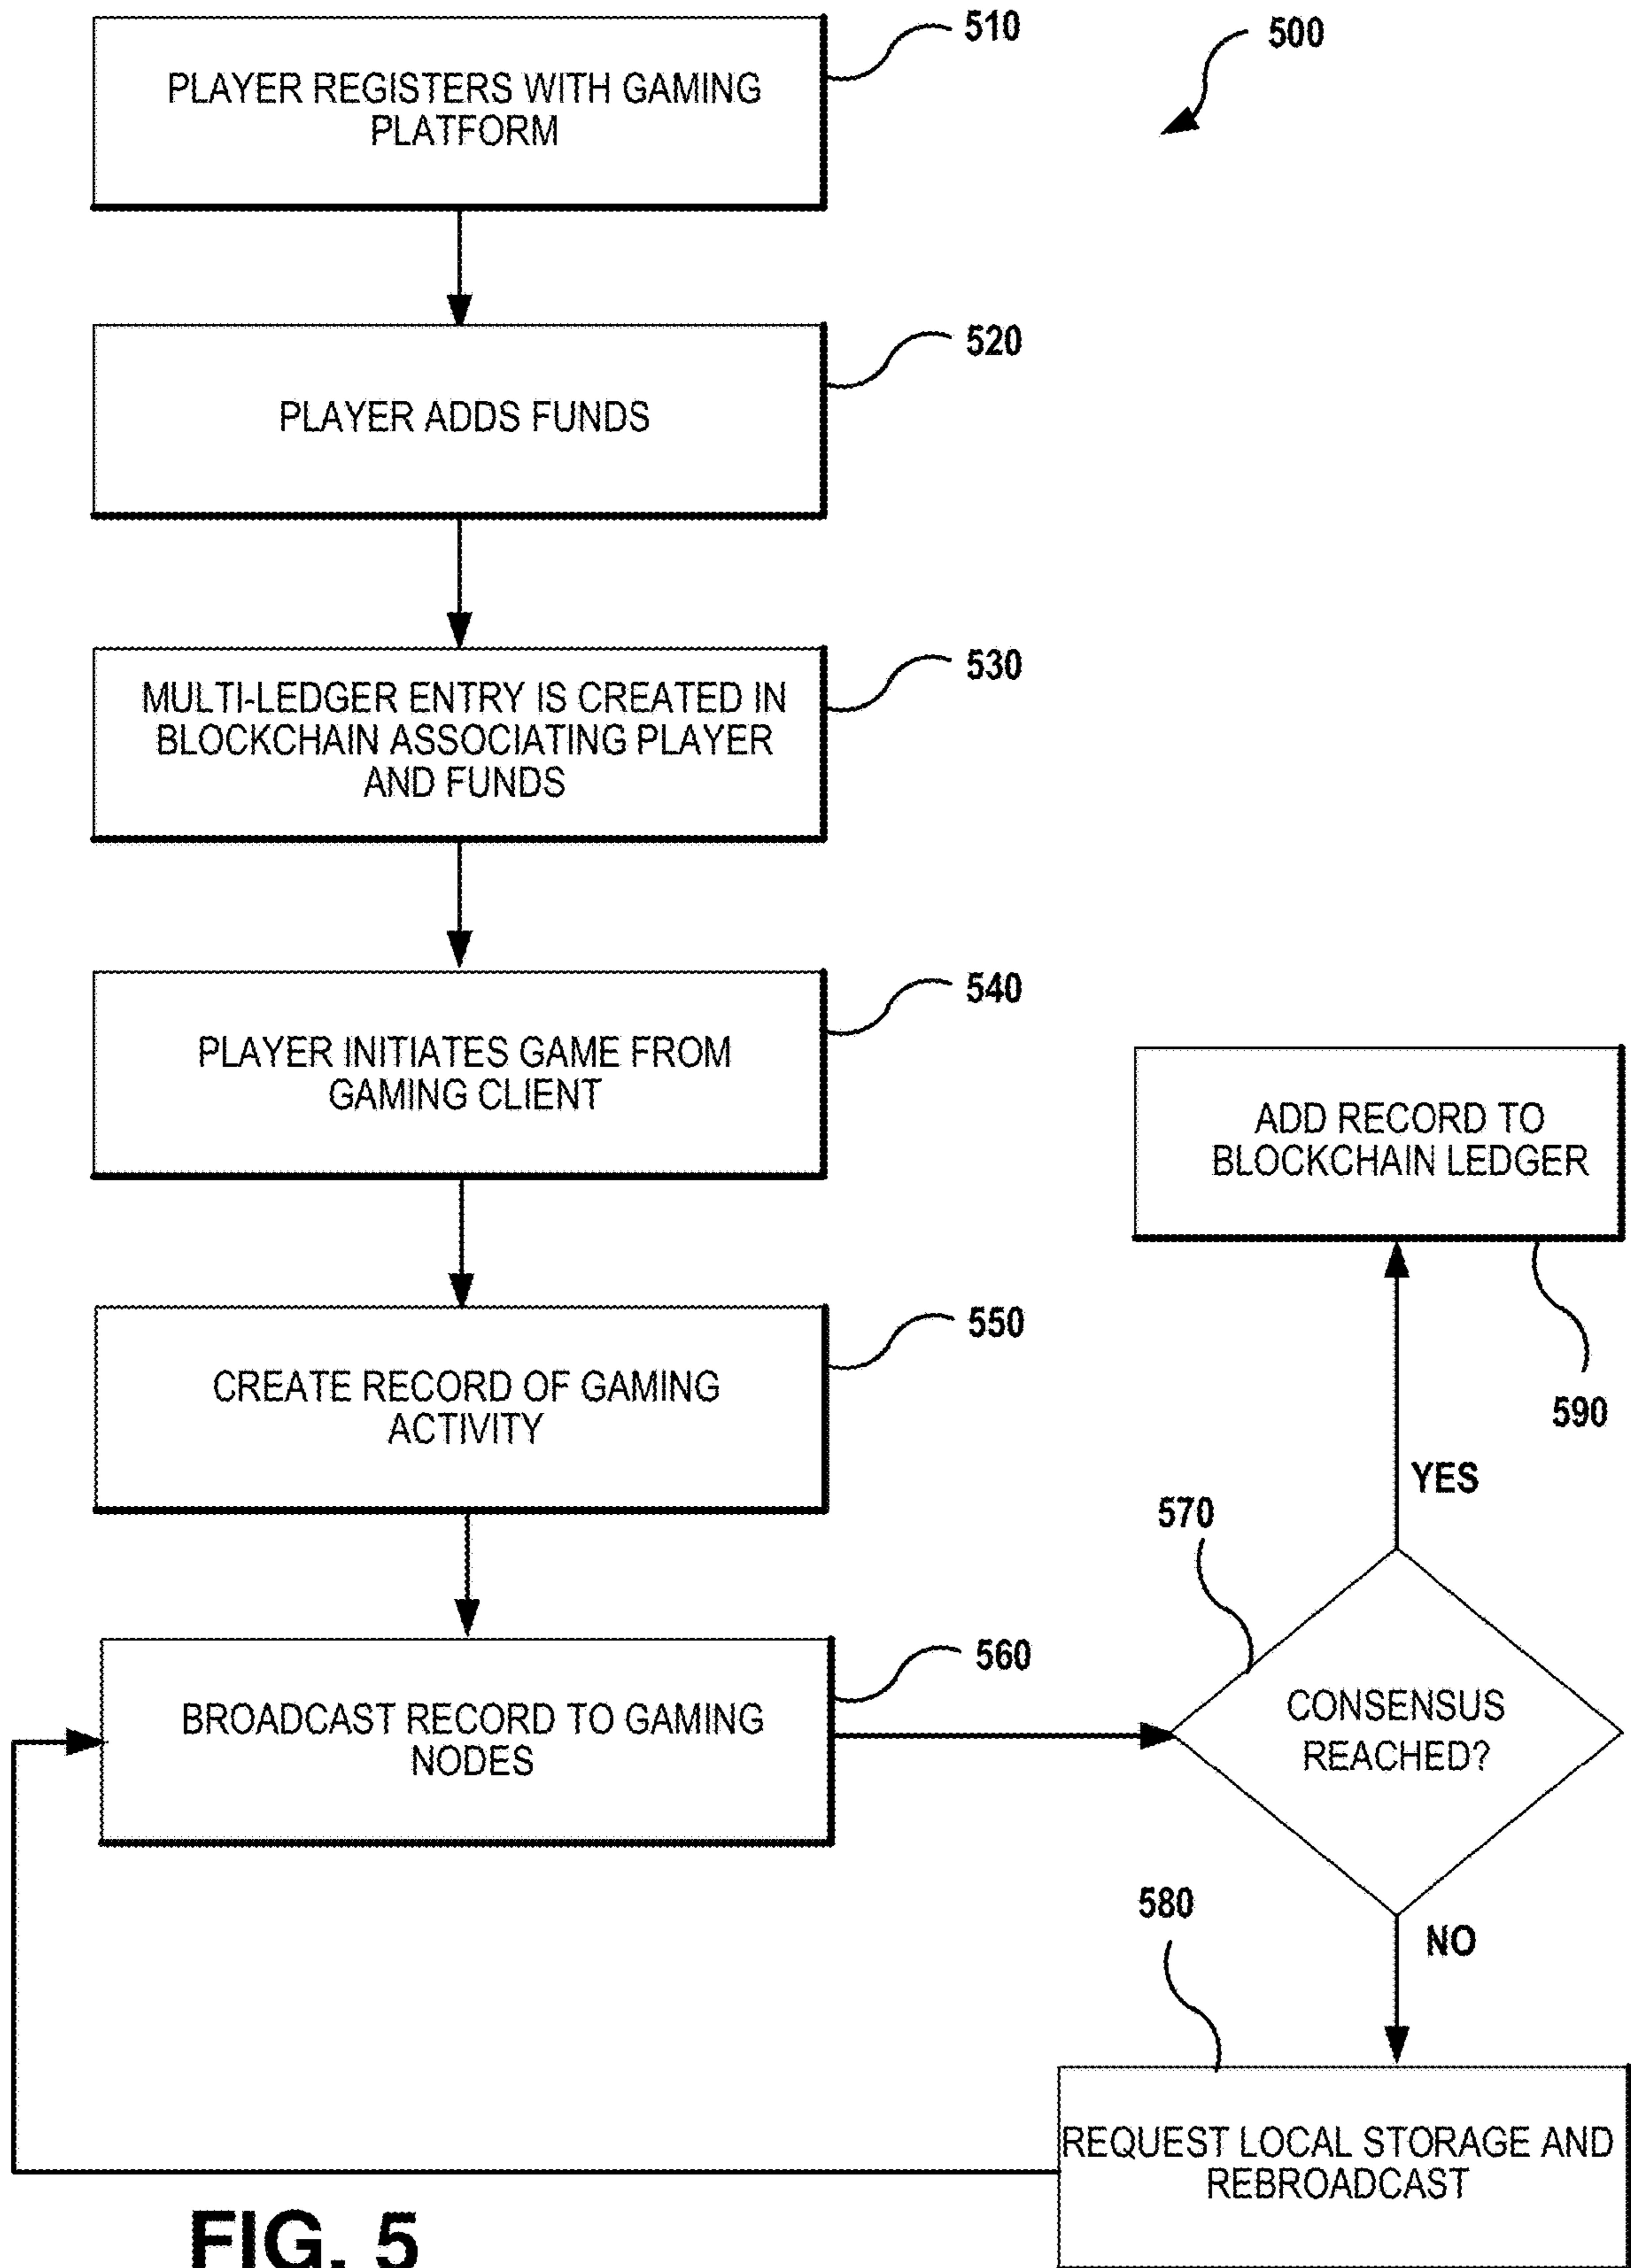 510
500
PLAYER REGISTERS WITH GAMING
PLATFORM
520
PLAYER ADDS FUNDS
530
MULTI-LEDGER ENTRY IS CREATED IN
BLOCKCHAIN ASSOCIATING PLAYER
AND FUNDS
540
PLAYER INITIATES GAME FROM
GAMING CLIENT
ADD RECORD TO
BLOCKCHAIN LEDGER
590
550
CREATE RECORD OF GAMING
ACTIVITY
YES
570
560
BROADCAST RECORD TO GAMING
NODES
CONSENSUS
REACHED?
580
NO
REQUEST LOCAL STORAGE AND
REBROADCAST
FIG. 5